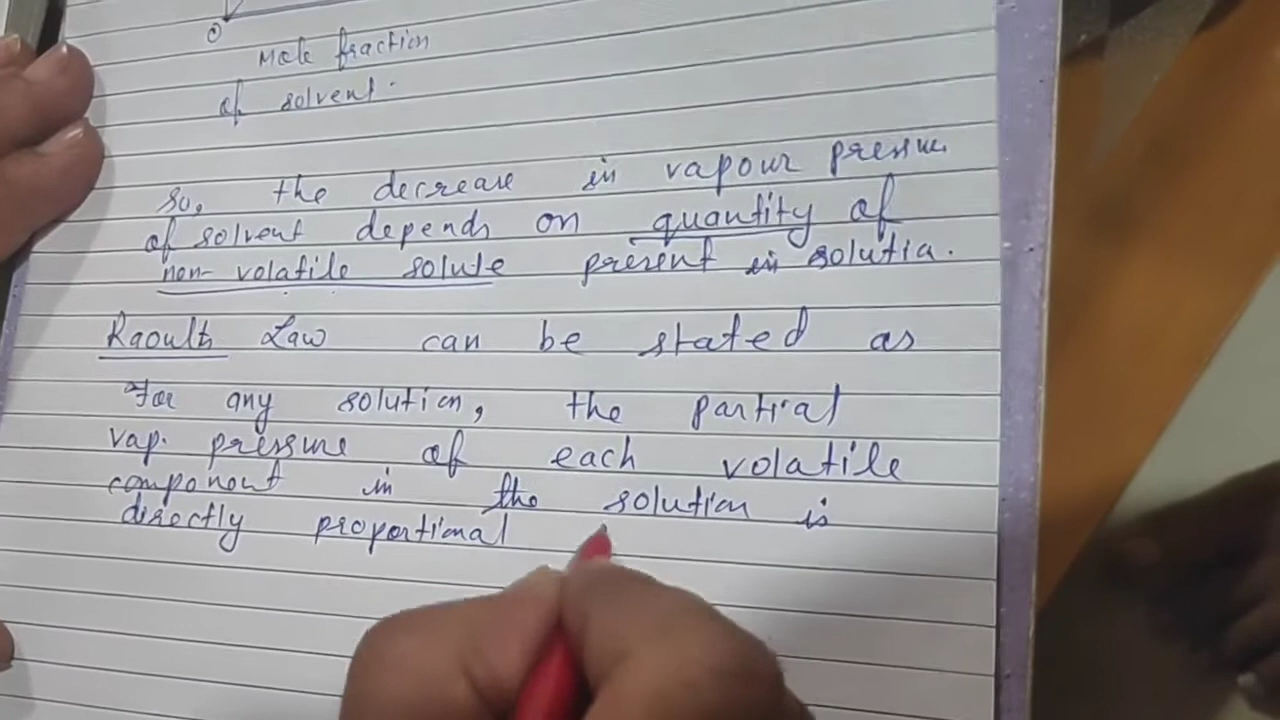 0
Mole fraction
of solvent.
so, the decrease in vapour pressure
of solvent depends on quantity of
non-volatile solute present in solution.
Raoults Law can be stated as
For any solution, the partial
vap. pressure of each volatile
component in the solution is
directly proportional